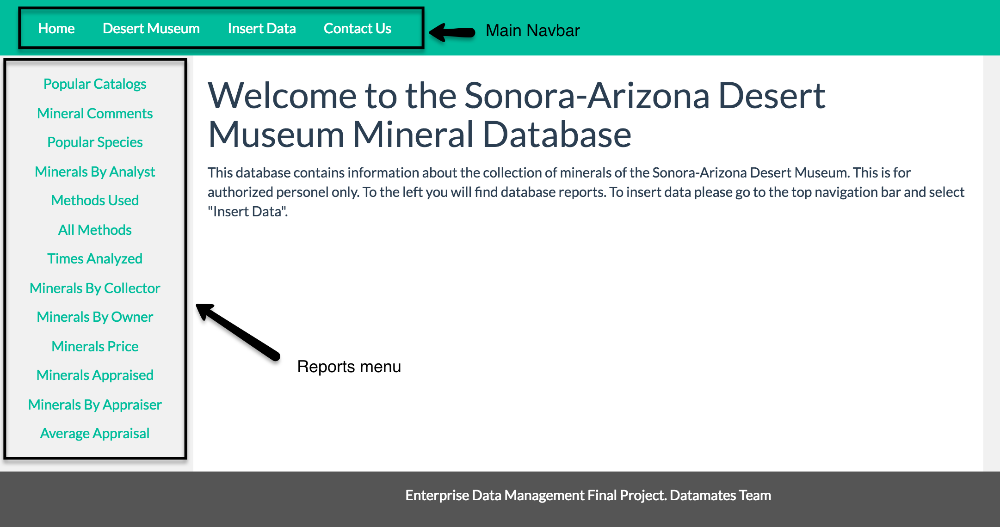 Home Desert Museum Insert Data Contact Us
Main Navbar
Popular Catalogs
Mineral Comments
Popular Species
Minerals By Analyst
Methods Used
All Methods
Times Analyzed
Minerals By Collector
Minerals By Owner
Minerals Price
Minerals Appraised
Minerals By Appraiser
Average Appraisal
Welcome to the Sonora-Arizona Desert
Museum Mineral Database
This database contains information about the collection of minerals of the Sonora-Arizona Desert Museum. This is for
authorized personel only. To the left you will find database reports. To insert data please go to the top navigation bar and select
"Insert Data".
Reports menu
Enterprise Data Management Final Project. Datamates Team